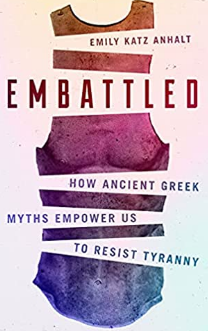 EMILY KATZ ANHALT
EMBATTLED
HOW ANCIENT GREEK
MYTHS EMPOWER US
TO RESIST TYRANNY